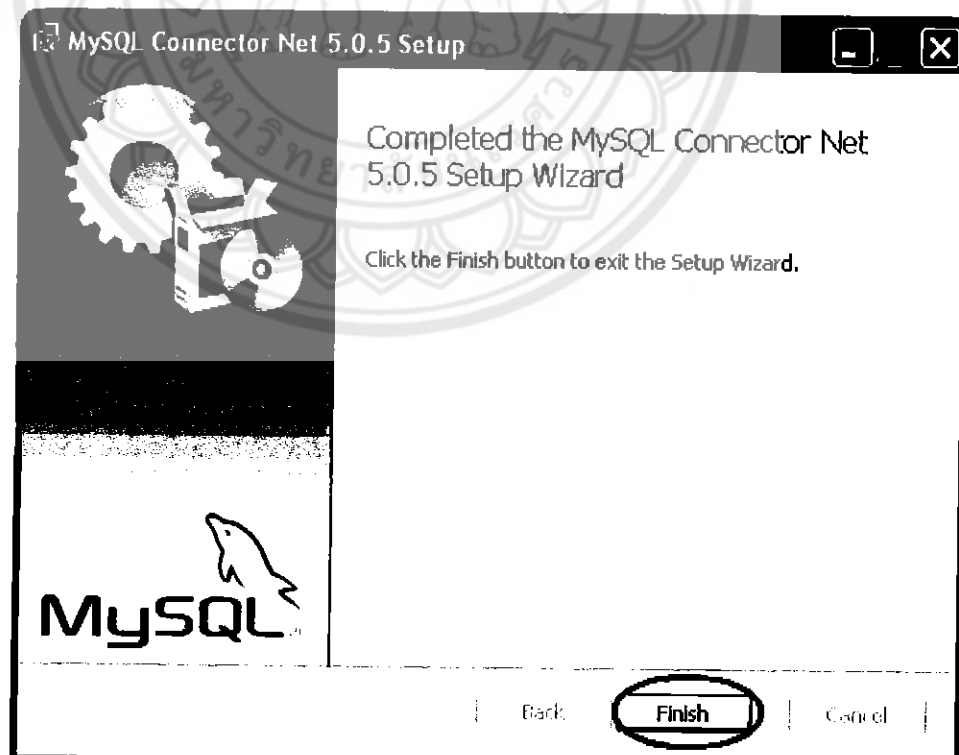 MySQL Connector Net 5.0.5 Setup
Completed the MySQL Connector Net
5.0.5 Setup Wizard
Click the Finish button to exit the Setup Wizard.
MySQL
Back
Finish
Cancel